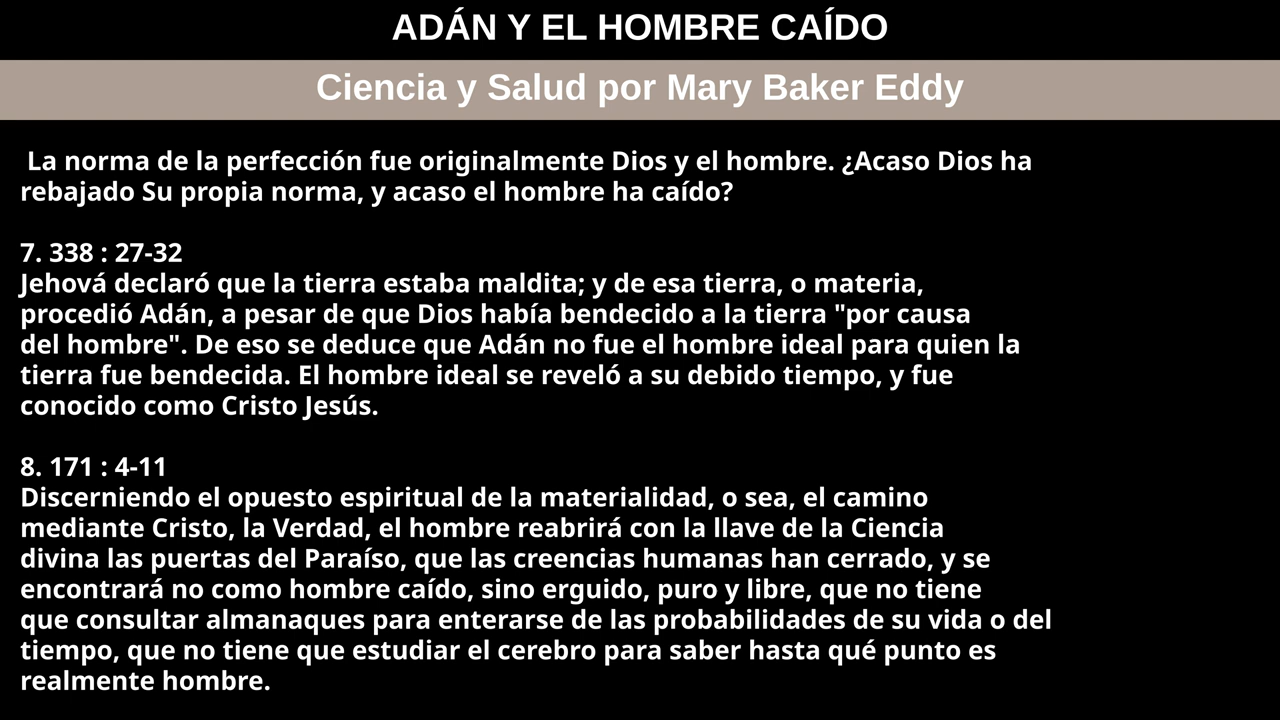 ADÁN Y EL HOMBRE CAÍDO
Ciencia y Salud por Mary Baker Eddy
La norma de la perfección fue originalmente Dios y el hombre. ¿Acaso Dios ha
rebajado Su propia norma, y acaso el hombre ha caído?
7. 338 : 27-32
Jehová declaró que la tierra estaba maldita; y de esa tierra, o materia,
procedió Adán, a pesar de que Dios había bendecido a la tierra "por causa
del hombre". De eso se deduce que Adán no fue el hombre ideal para quien la
tierra fue bendecida. El hombre ideal se reveló a su debido tiempo, y fue
conocido como Cristo Jesús.
8. 171 : 4-11
Discerniendo el opuesto espiritual de la materialidad, o sea, el camino
mediante Cristo, la Verdad, el hombre reabrirá con la llave de la Ciencia
divina las puertas del Paraíso, que las creencias humanas han cerrado, y se
encontrará no como hombre caído, sino erguido, puro y libre, que no tiene
que consultar almanaques para enterarse de las probabilidades de su vida o del
tiempo, que no tiene que estudiar el cerebro para saber hasta qué punto es
realmente hombre.